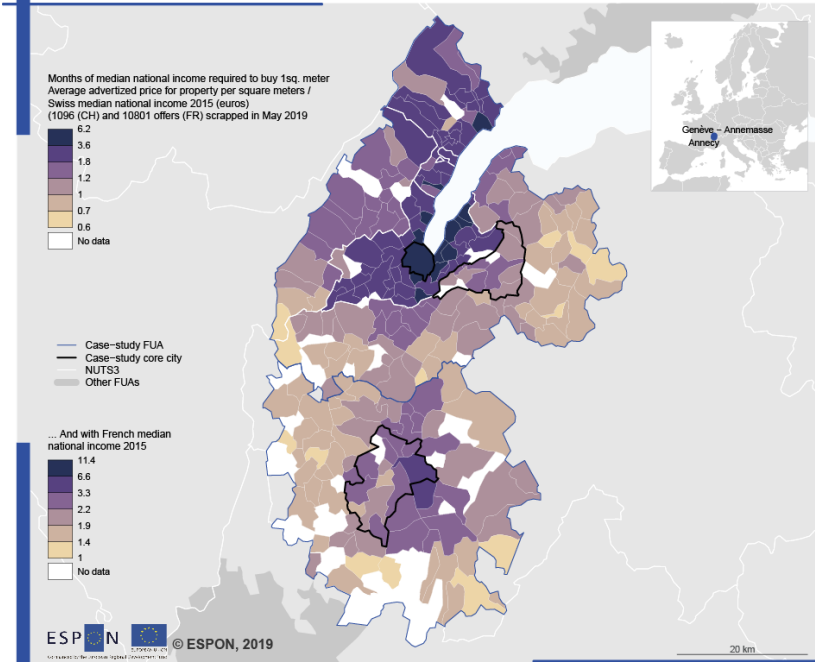 Months of median national income required to buy 1sq. meter
Average advertized price for property per square meters /
Swiss median national income 2015 (euros)
(1096 (CH) and 10801 offers (FR) scrapped in May 2019
6.2
3.6
1.8
1.2
1
0.7
0.6
No data
Genève – Annemasse
Annecy
Case–study FUA
Case–study core city
NUTS3
Other FUAs
... And with French median
national income 2015
11.4
6.6
3.3
2.2
1.9
1.4
1
No data
ESPON
© ESPON, 2019
20 km